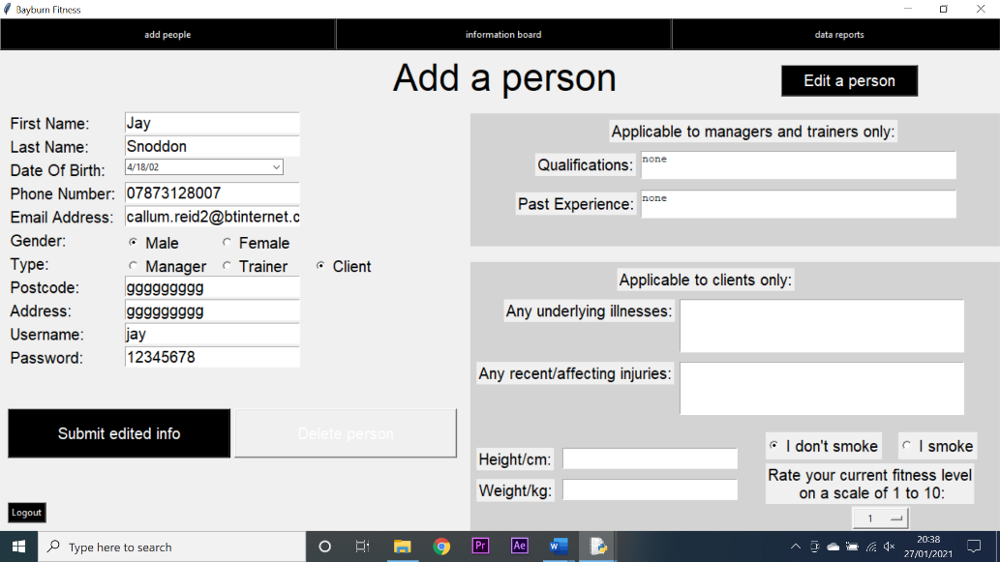 Bayburn Fitness
add people
information board
data reports
Add a person
Edit a person
First Name: Jay
Last Name: Snoddon
Date Of Birth: 4/18/02
Phone Number: 07873128007
Email Address: callum.reid2@btinternet.c
Gender: Male Female
Type: Manager Trainer Client
Postcode: ggggggggg
Address: ggggggggg
Username: jay
Password: 12345678
Submit edited info
Delete person
Logout
Applicable to managers and trainers only:
Qualifications: none
Past Experience: none
Applicable to clients only:
Any underlying illnesses:
Any recent/affecting injuries:
Height/cm:
Weight/kg:
I don't smoke I smoke
Rate your current fitness level
on a scale of 1 to 10:
1
Type here to search
Pr
Ae
W
20:38
27/01/2021